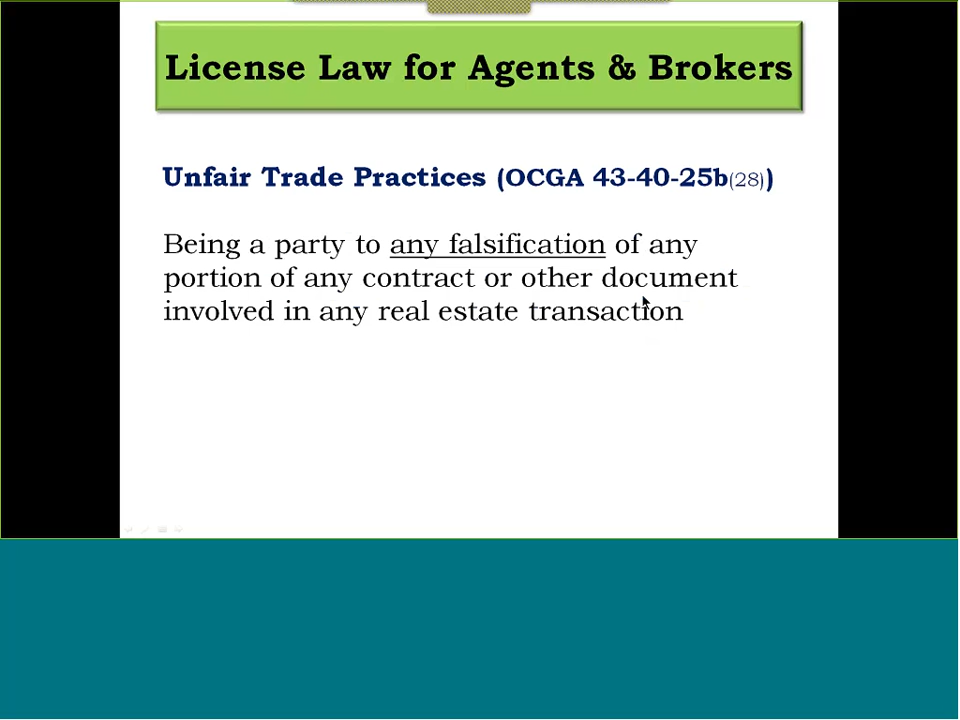 License Law for Agents & Brokers
Unfair Trade Practices (OCGA 43-40-25b(28))
Being a party to any falsification of any
portion of any contract or other document
involved in any real estate transaction